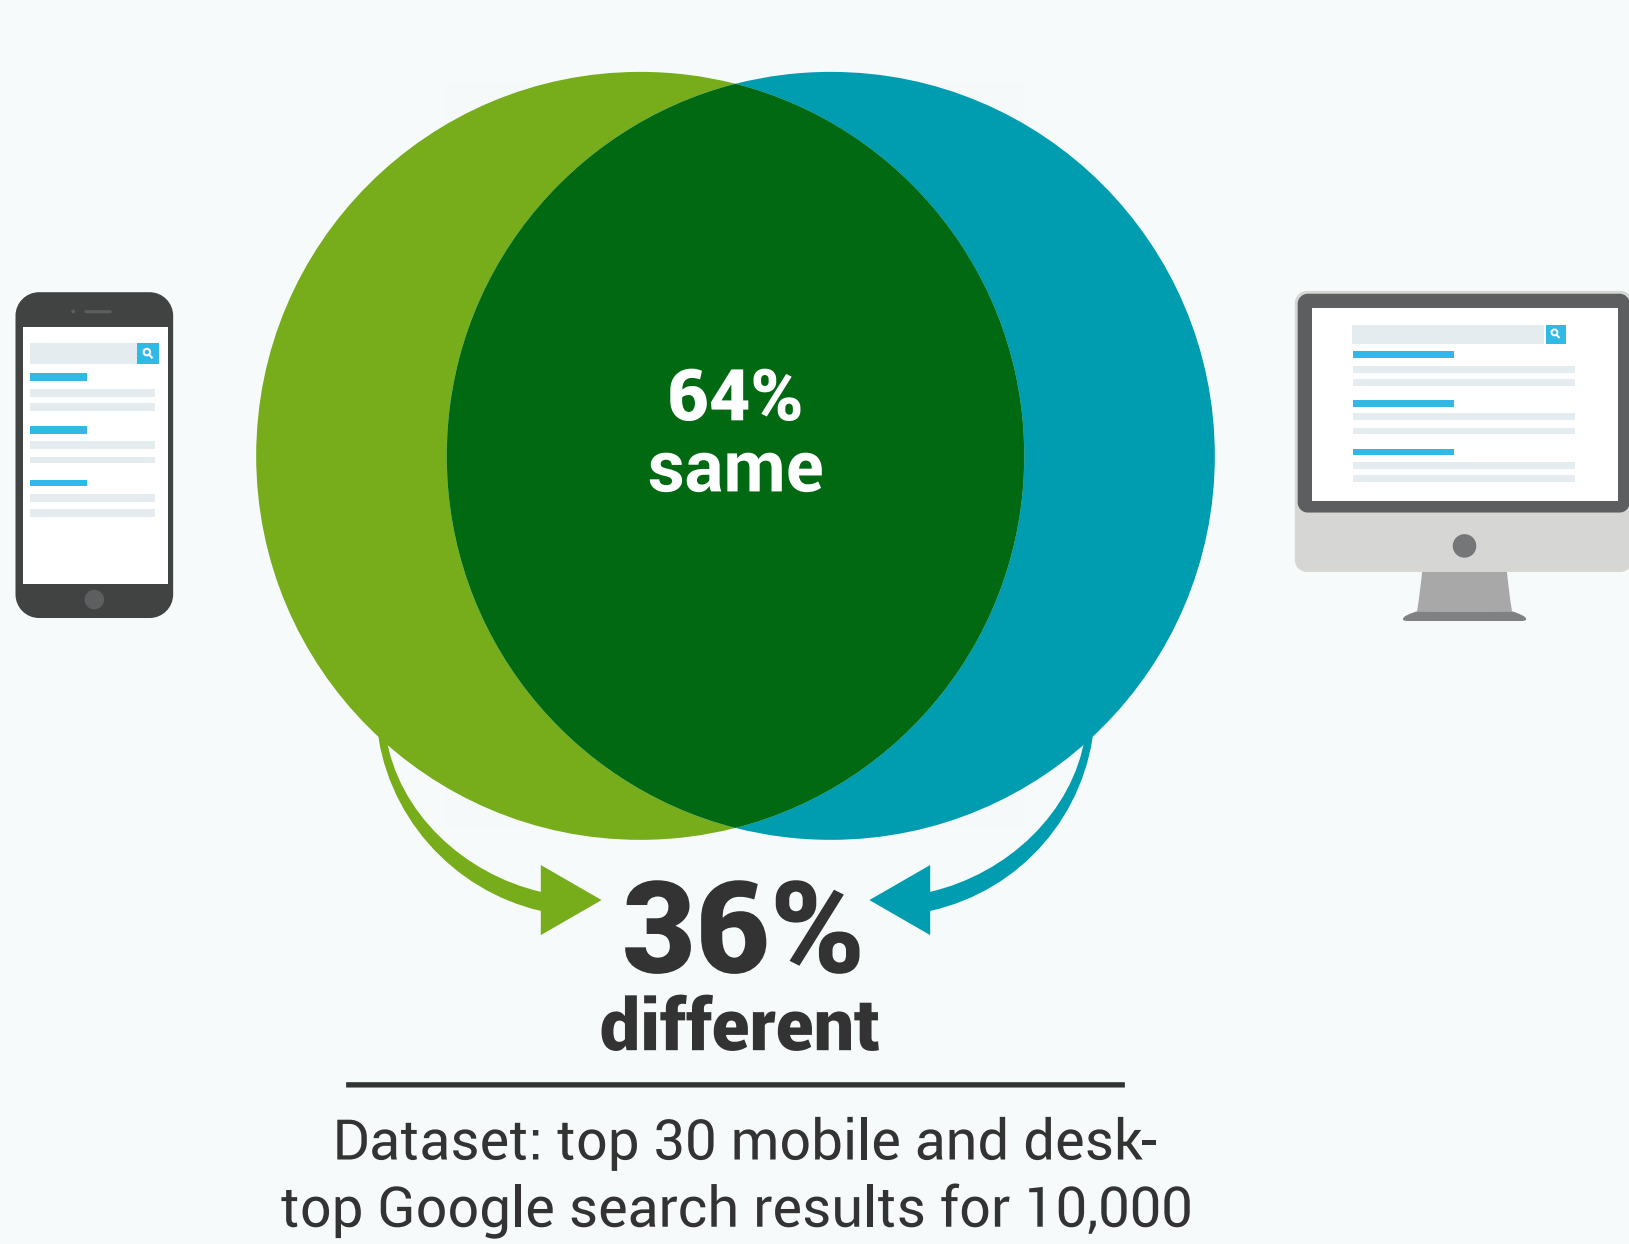 64%
same
36%
different
Dataset: top 30 mobile and desk-
top Google search results for 10,000